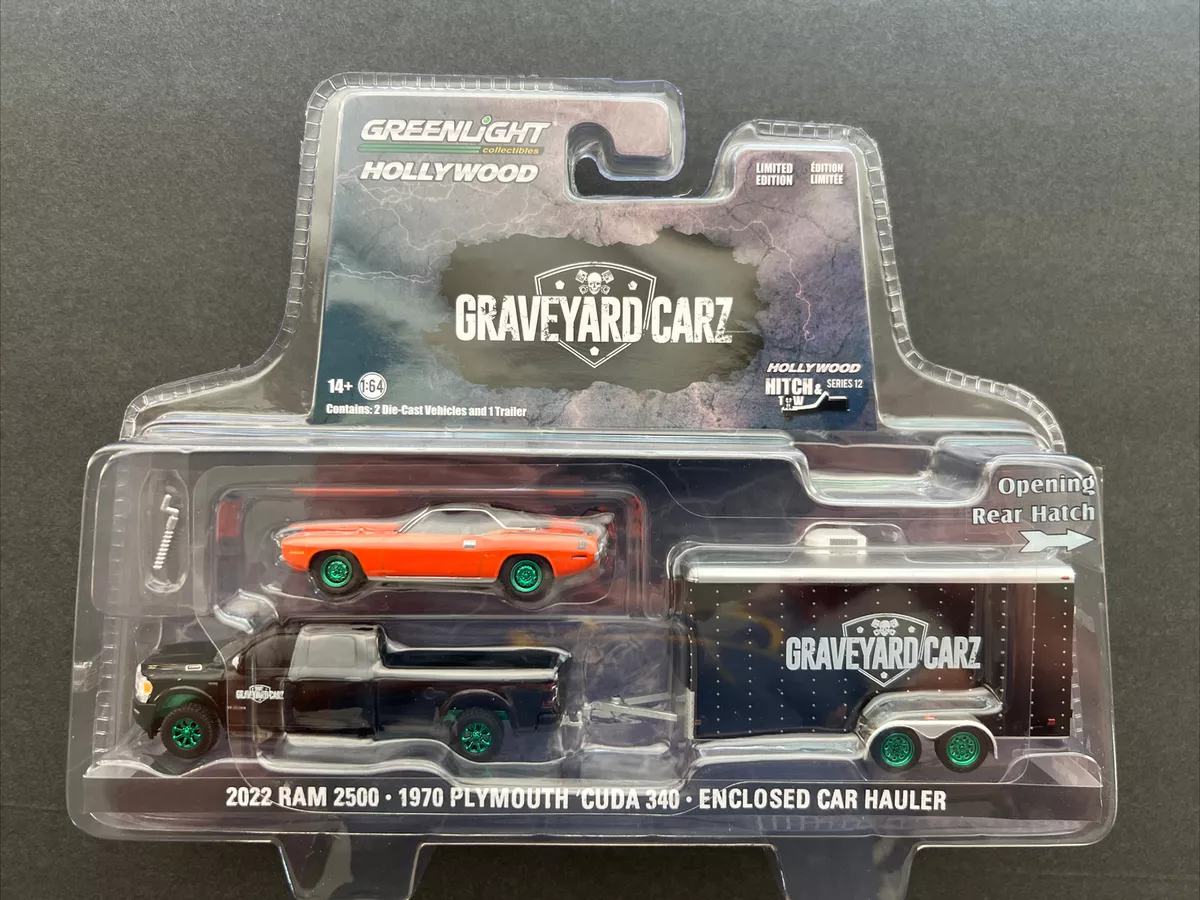 GREENLIGHT
collectibles
HOLLYWOOD
LIMITED EDITION
ÉDITION LIMITÉE
GRAVEYARD CARZ
14+ 1:64
Contains: 2 Die-Cast Vehicles and 1 Trailer
HOLLYWOOD
HITCH & TOW SERIES 12
Opening
Rear Hatch
GRAVEYARD CARZ
GRAVEYARD CARZ
2022 RAM 2500 • 1970 PLYMOUTH 'CUDA 340 • ENCLOSED CAR HAULER